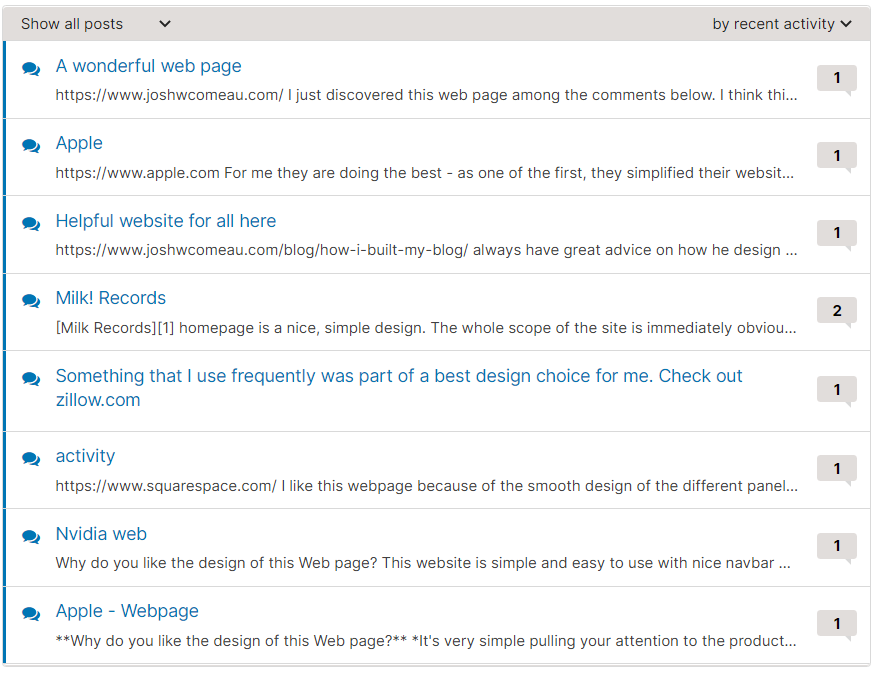 Show all posts
by recent activity
A wonderful web page
https://www.joshwcomeau.com/ I just discovered this web page among the comments below. I think thi...
1
Apple
https://www.apple.com For me they are doing the best - as one of the first, they simplified their websit...
1
Helpful website for all here
https://www.joshwcomeau.com/blog/how-i-built-my-blog/ always have great advice on how he design ...
1
Milk! Records
[Milk Records][1] homepage is a nice, simple design. The whole scope of the site is immediately obviou...
2
Something that I use frequently was part of a best design choice for me. Check out
zillow.com
1
activity
https://www.squarespace.com/ I like this webpage because of the smooth design of the different panel...
1
Nvidia web
Why do you like the design of this Web page? This website is simple and easy to use with nice navbar ...
1
Apple - Webpage
**Why do you like the design of this Web page?** *It's very simple pulling your attention to the product...
1